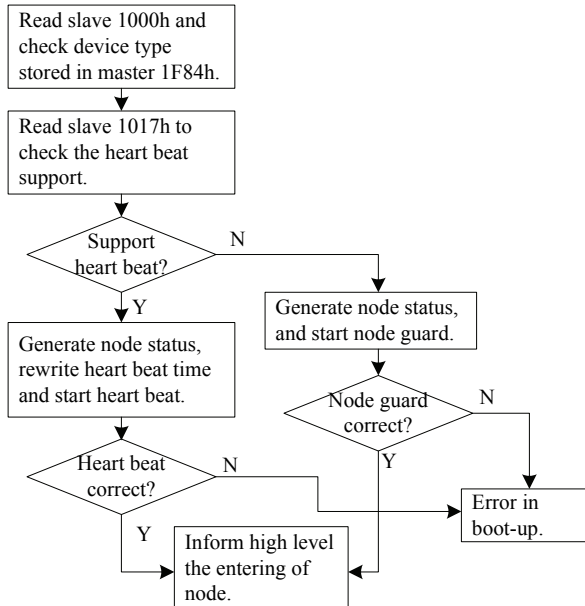 Read slave 1000h and
check device type
stored in master 1F84h.
Read slave 1017h to
check the heart beat
support.
Support
heart beat?
N
Y
Generate node status,
and start node guard.
Generate node status,
rewrite heart beat time
and start heart beat.
Node guard
correct?
N
Y
Heart beat
correct?
N
Y
Error in
boot-up.
Inform high level
the entering of
node.